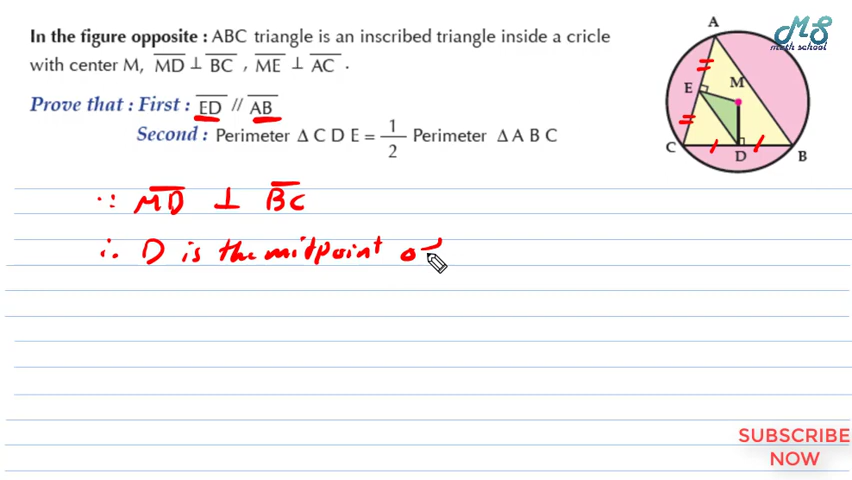 In the figure opposite : ABC triangle is an inscribed triangle inside a cricle
with center M, MD ⊥ BC , ME ⊥ AC .
Prove that : First : ED // AB
Second : Perimeter Δ C D E = 1/2 Perimeter Δ A B C
∵ MD ⊥ BC
∴ D is the midpoint of
MS
math school
A
M
E
C
D
B
SUBSCRIBE
NOW